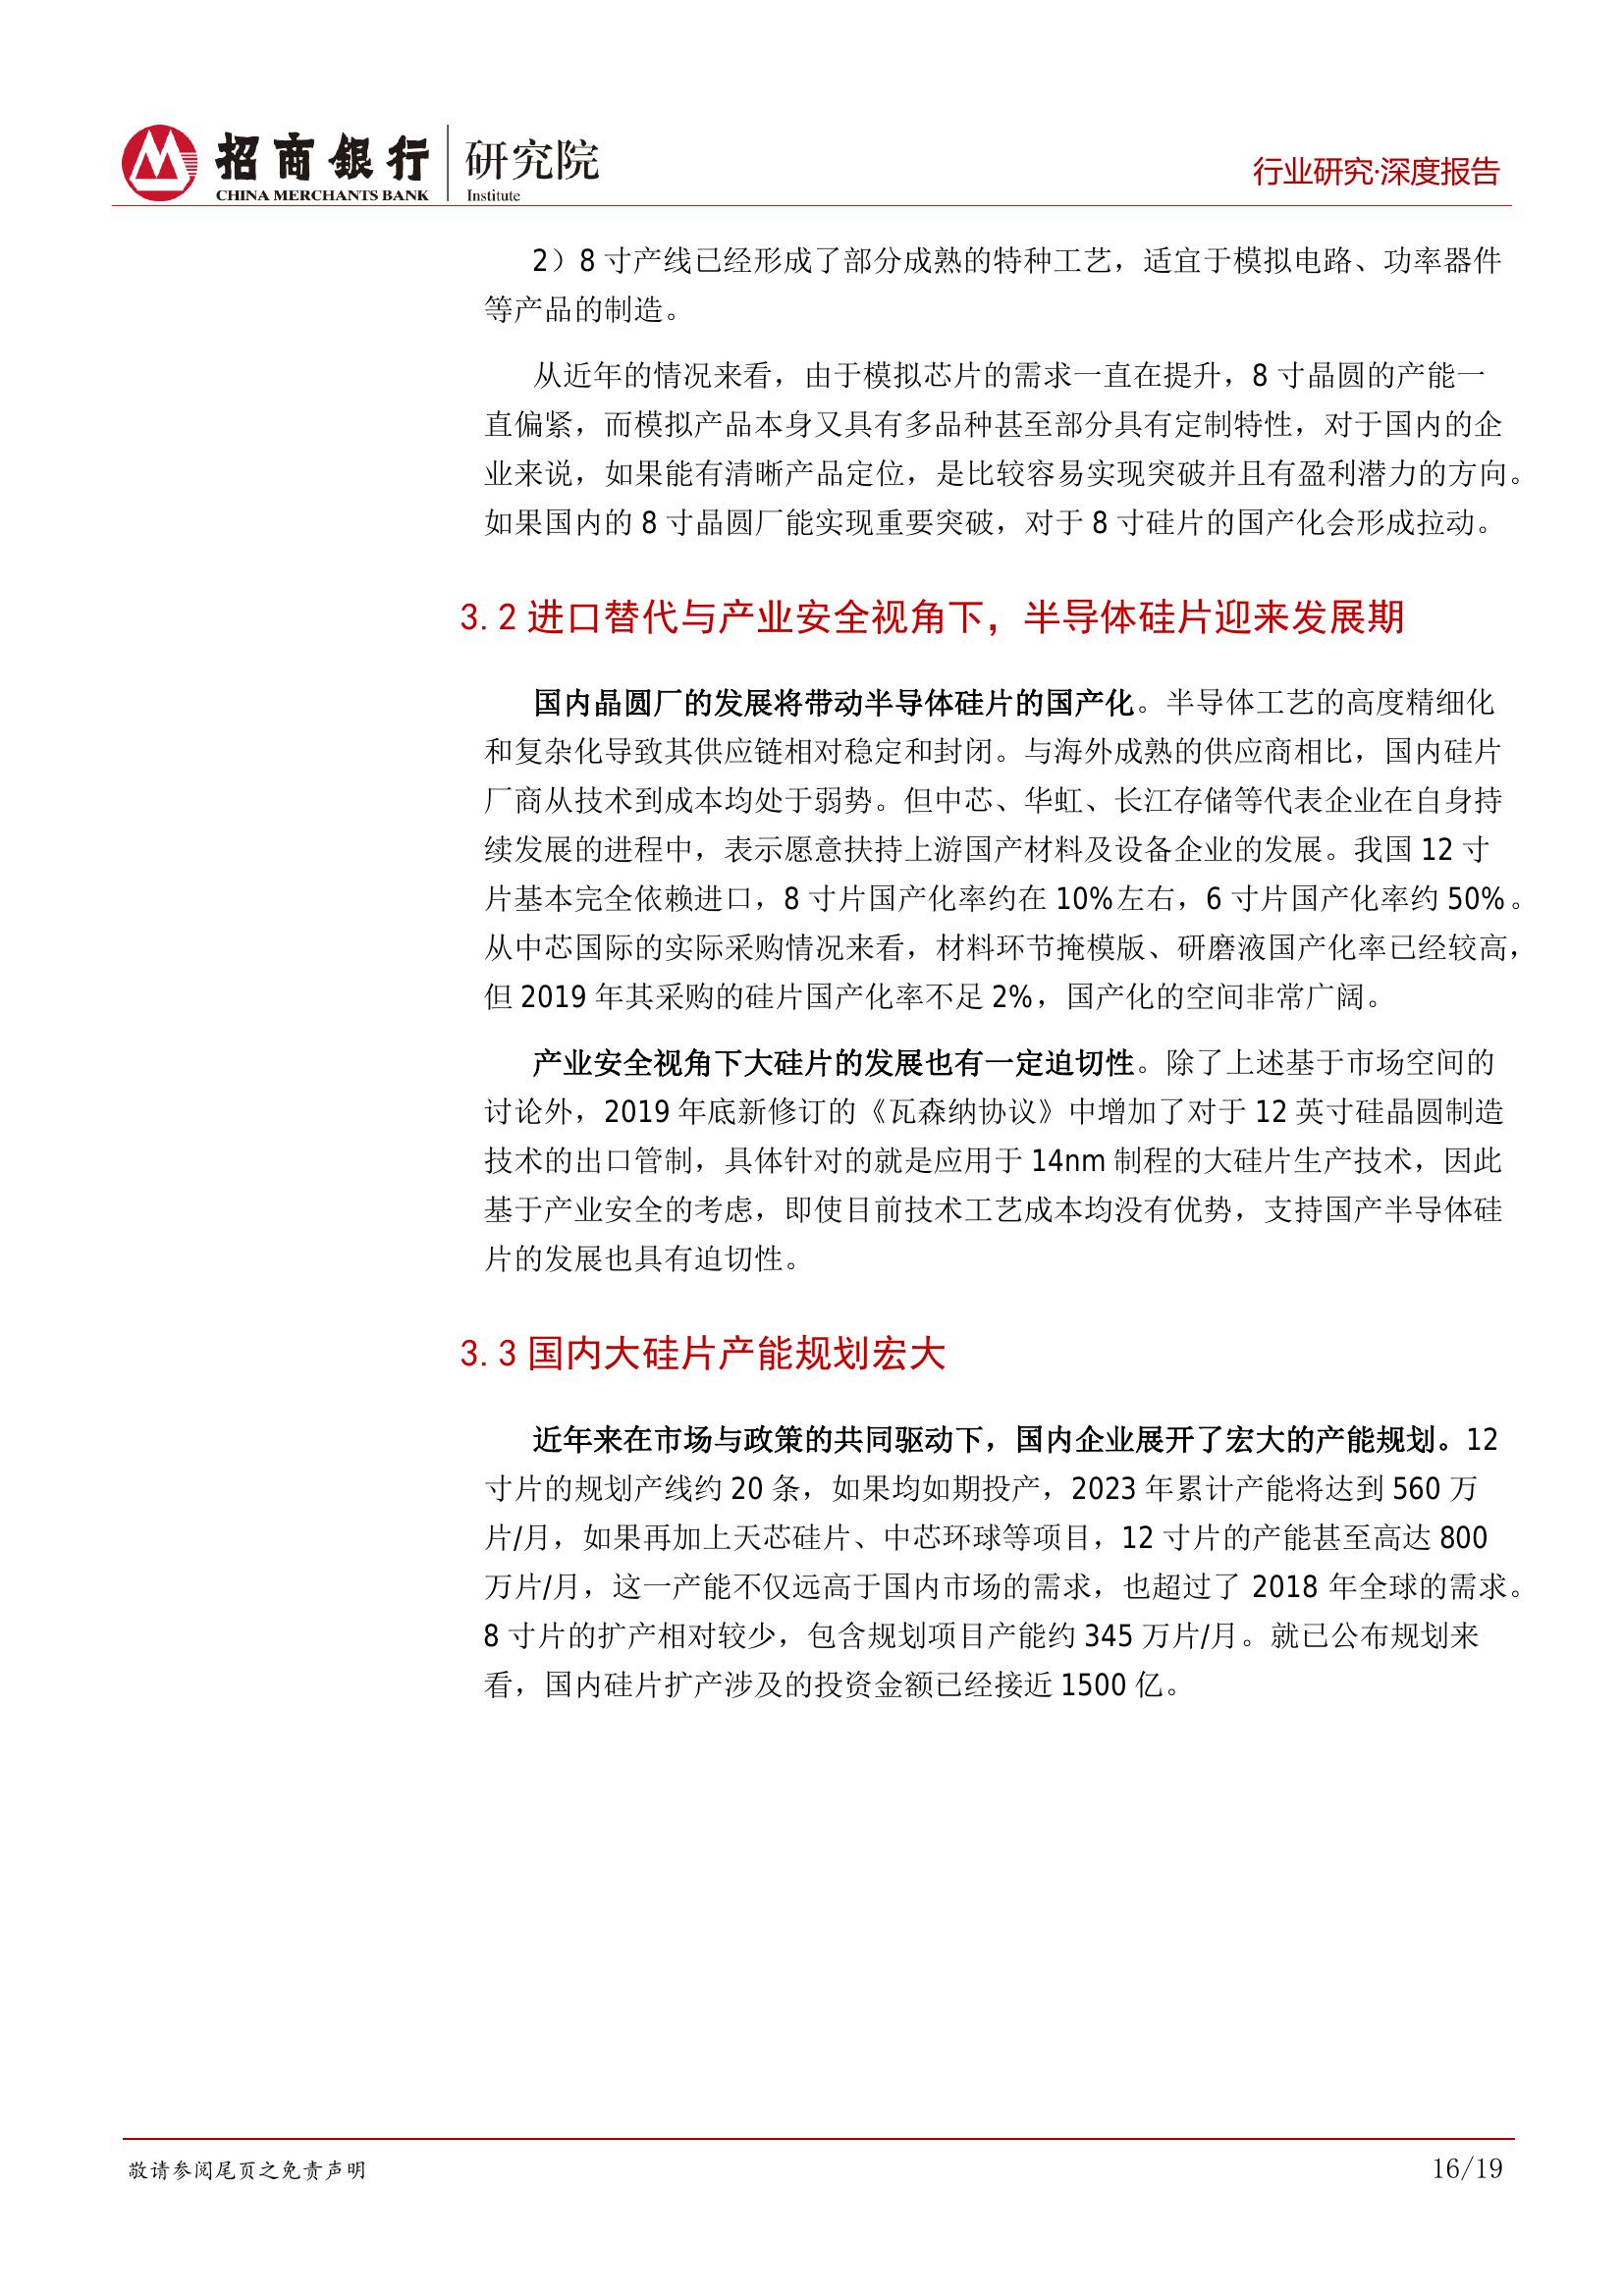 招商銀行
CHINA MERCHANTS BANK
研究院
Institute
行业研究·深度报告
2）8 寸产线已经形成了部分成熟的特种工艺，适宜于模拟电路、功率器件
等产品的制造。
从近年的情况来看，由于模拟芯片的需求一直在提升，8 寸晶圆的产能一
直偏紧，而模拟产品本身又具有多品种甚至部分具有定制特性，对于国内的企
业来说，如果能有清晰产品定位，是比较容易实现突破并且有盈利潜力的方向。
如果国内的 8 寸晶圆厂能实现重要突破，对于 8 寸硅片的国产化会形成拉动。
3.2 进口替代与产业安全视角下，半导体硅片迎来发展期
国内晶圆厂的发展将带动半导体硅片的国产化。半导体工艺的高度精细化
和复杂化导致其供应链相对稳定和封闭。与海外成熟的供应商相比，国内硅片
厂商从技术到成本均处于弱势。但中芯、华虹、长江存储等代表企业在自身持
续发展的进程中，表示愿意扶持上游国产材料及设备企业的发展。我国 12 寸
片基本完全依赖进口，8 寸片国产化率约在 10%左右，6 寸片国产化率约 50%。
从中芯国际的实际采购情况来看，材料环节掩模版、研磨液国产化率已经较高，
但 2019 年其采购的硅片国产化率不足 2%，国产化的空间非常广阔。
产业安全视角下大硅片的发展也有一定迫切性。除了上述基于市场空间的
讨论外，2019 年底新修订的《瓦森纳协议》中增加了对于 12 英寸硅晶圆制造
技术的出口管制，具体针对的就是应用于 14nm 制程的大硅片生产技术，因此
基于产业安全的考虑，即使目前技术工艺成本均没有优势，支持国产半导体硅
片的发展也具有迫切性。
3.3 国内大硅片产能规划宏大
近年来在市场与政策的共同驱动下，国内企业展开了宏大的产能规划。12
寸片的规划产线约 20 条，如果均如期投产，2023 年累计产能将达到 560 万
片/月，如果再加上天芯硅片、中芯环球等项目，12 寸片的产能甚至高达 800
万片/月，这一产能不仅远高于国内市场的需求，也超过了 2018 年全球的需求。
8 寸片的扩产相对较少，包含规划项目产能约 345 万片/月。就已公布规划来
看，国内硅片扩产涉及的投资金额已经接近 1500 亿。
敬请参阅尾页之免责声明
16/19